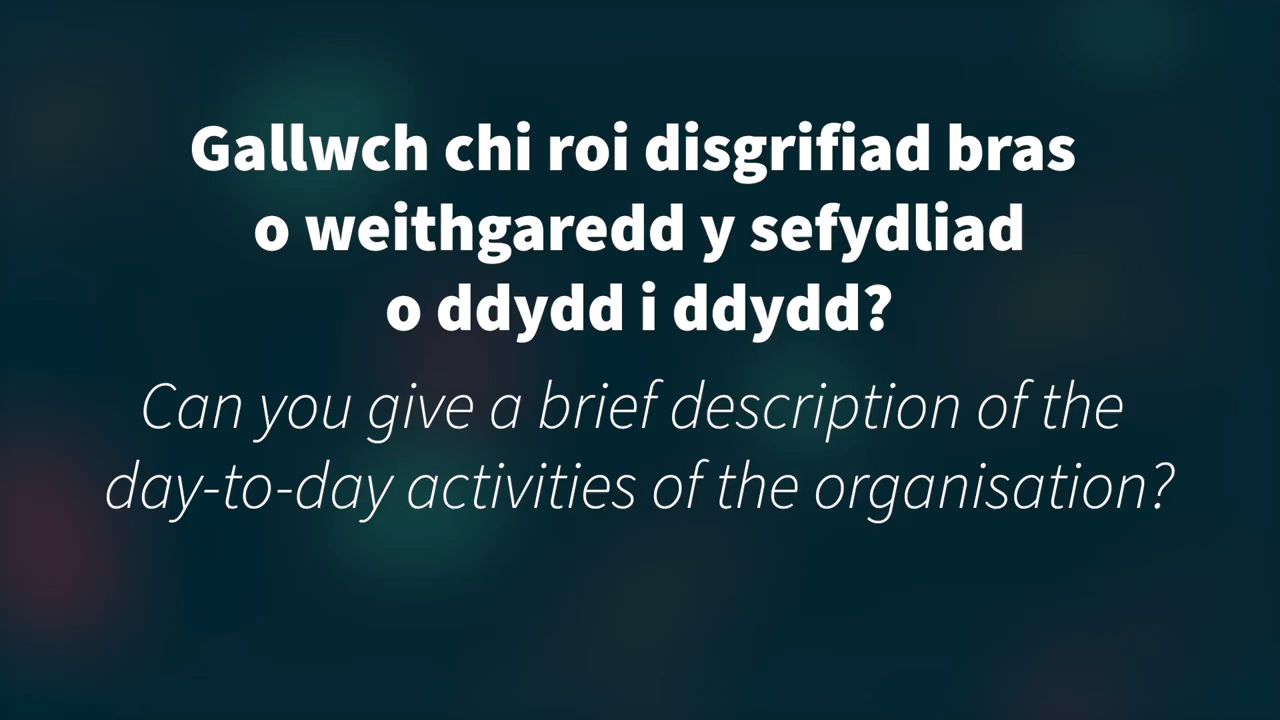 Gallwch chi roi disgrifiad bras
o weithgaredd y sefydliad
o ddydd i ddydd?
Can you give a brief description of the
day-to-day activities of the organisation?